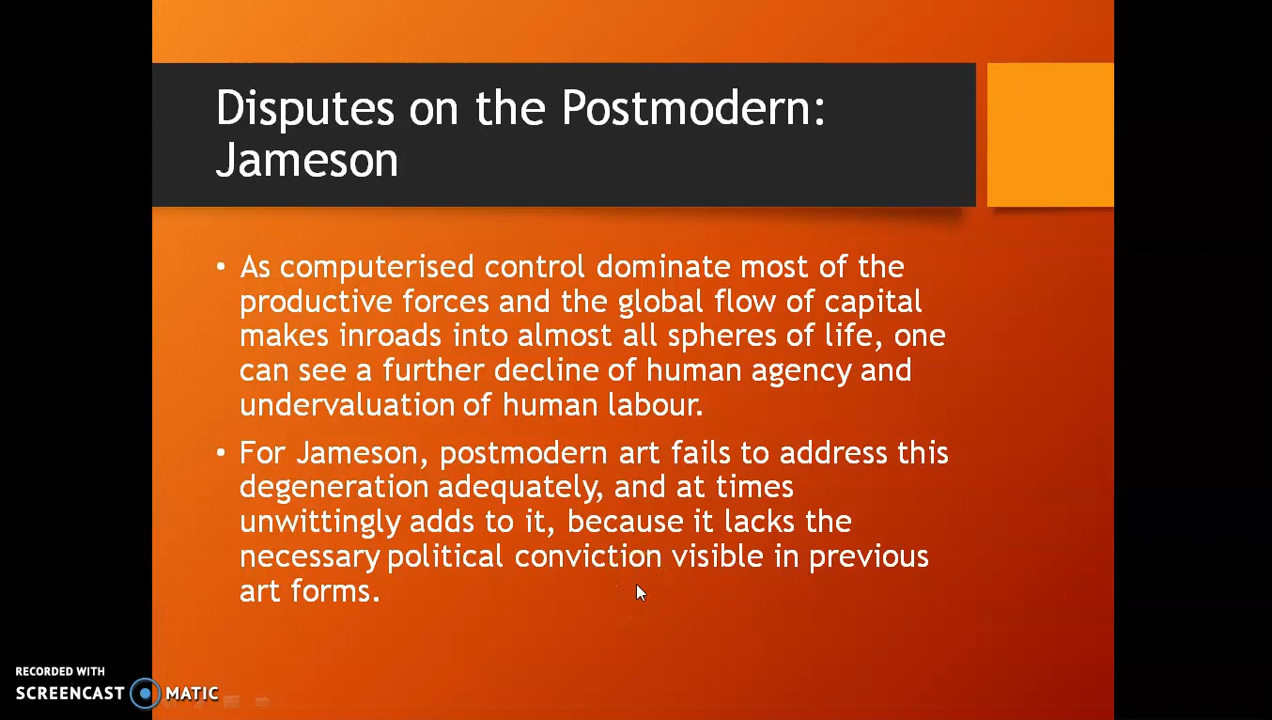 Disputes on the Postmodern:
Jameson
• As computerised control dominate most of the
productive forces and the global flow of capital
makes inroads into almost all spheres of life, one
can see a further decline of human agency and
undervaluation of human labour.
• For Jameson, postmodern art fails to address this
degeneration adequately, and at times
unwittingly adds to it, because it lacks the
necessary political conviction visible in previous
art forms.
RECORDED WITH
SCREENCAST MATIC